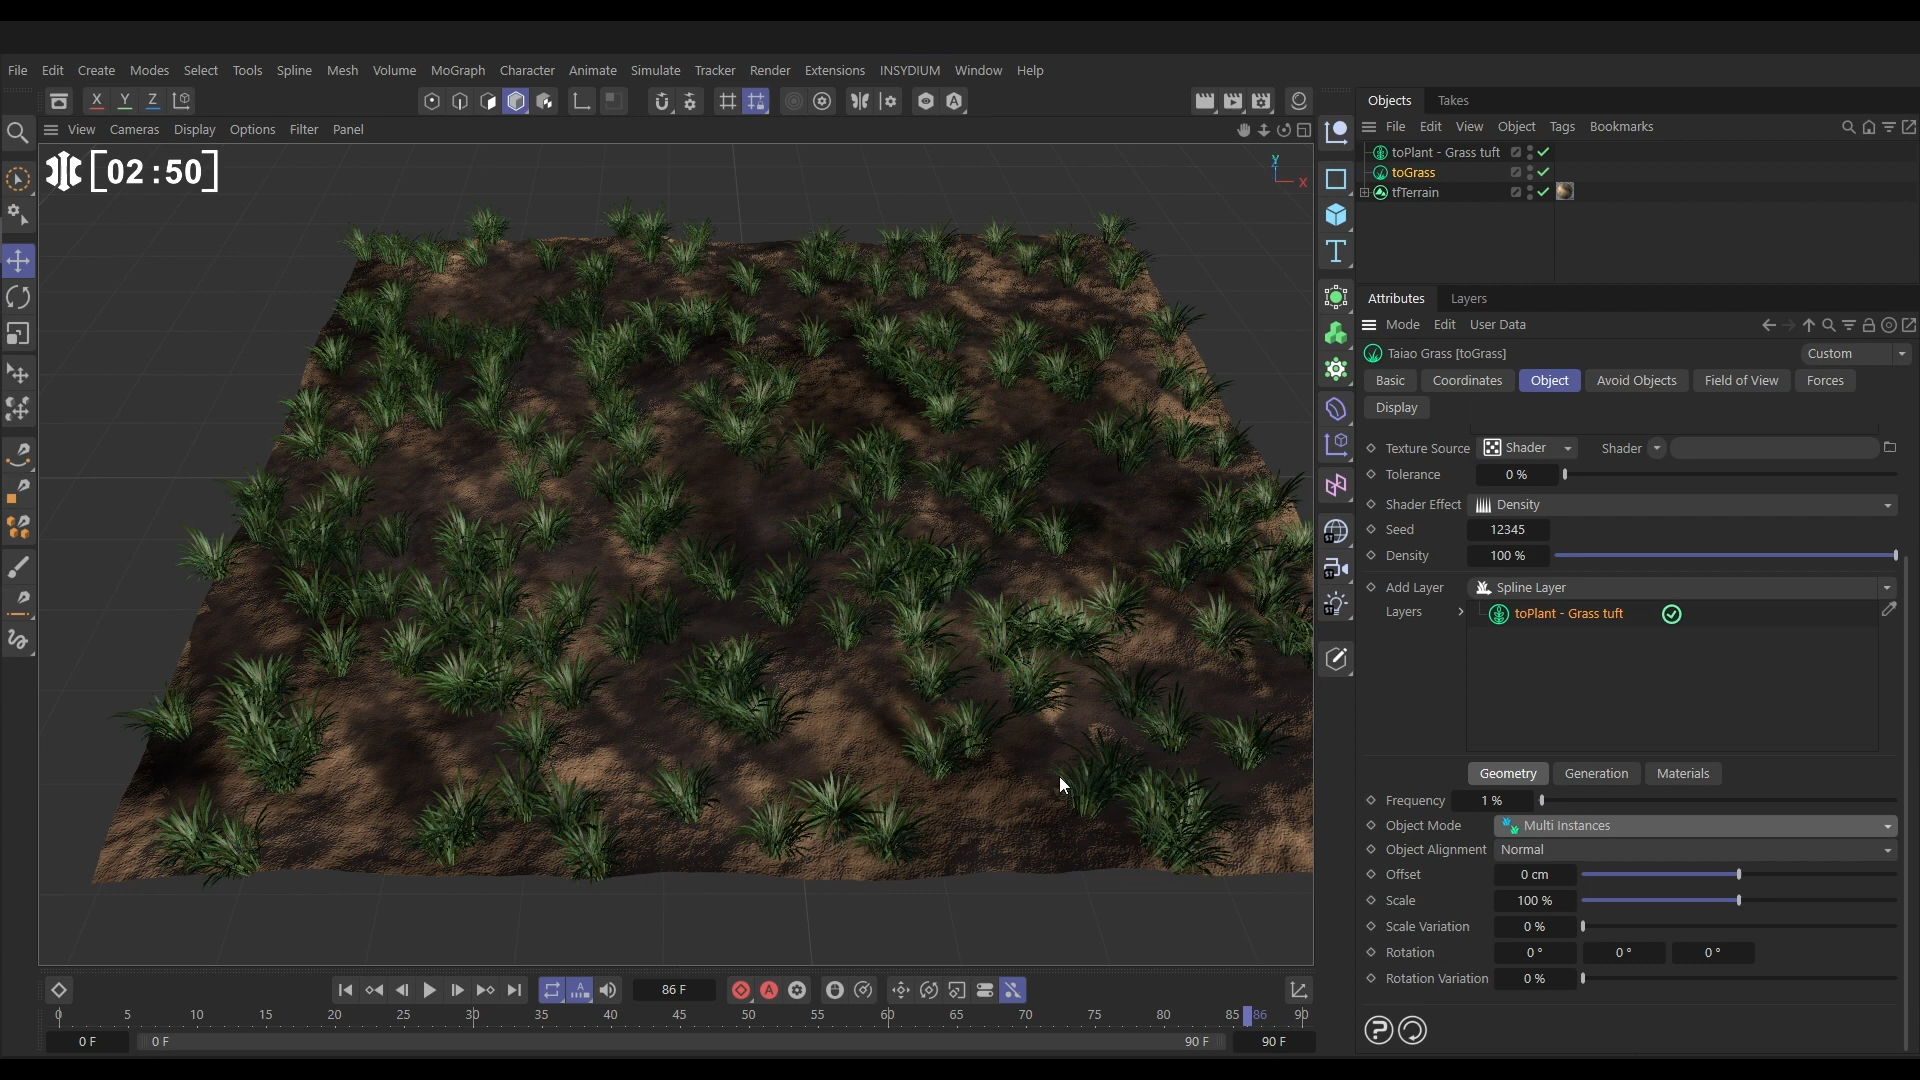 File Edit Create Modes Select Tools Spline Mesh Volume MoGraph Character Animate Simulate Tracker Render Extensions INSYDIUM Window Help
X Y Z
Objects Takes
View Cameras Display Options Filter Panel
File Edit View Object Tags Bookmarks
[02:50]
Y
X
toPlant - Grass tuft
toGrass
tfTerrain
Attributes Layers
Mode Edit User Data
Taiao Grass [toGrass] Custom
Basic Coordinates Object Avoid Objects Field of View Forces
Display
Texture Source Shader Shader
Tolerance 0 %
Shader Effect Density
Seed 12345
Density 100 %
Add Layer Spline Layer
Layers toPlant - Grass tuft
Geometry Generation Materials
Frequency 1 %
Object Mode Multi Instances
Object Alignment Normal
Offset 0 cm
Scale 100 %
Scale Variation 0 %
Rotation 0 ° 0 ° 0 °
Rotation Variation 0 %
86 F
0 5 10 15 20 25 30 35 40 45 50 55 60 65 70 75 80 85 86 90
0 F 0 F 90 F 90 F